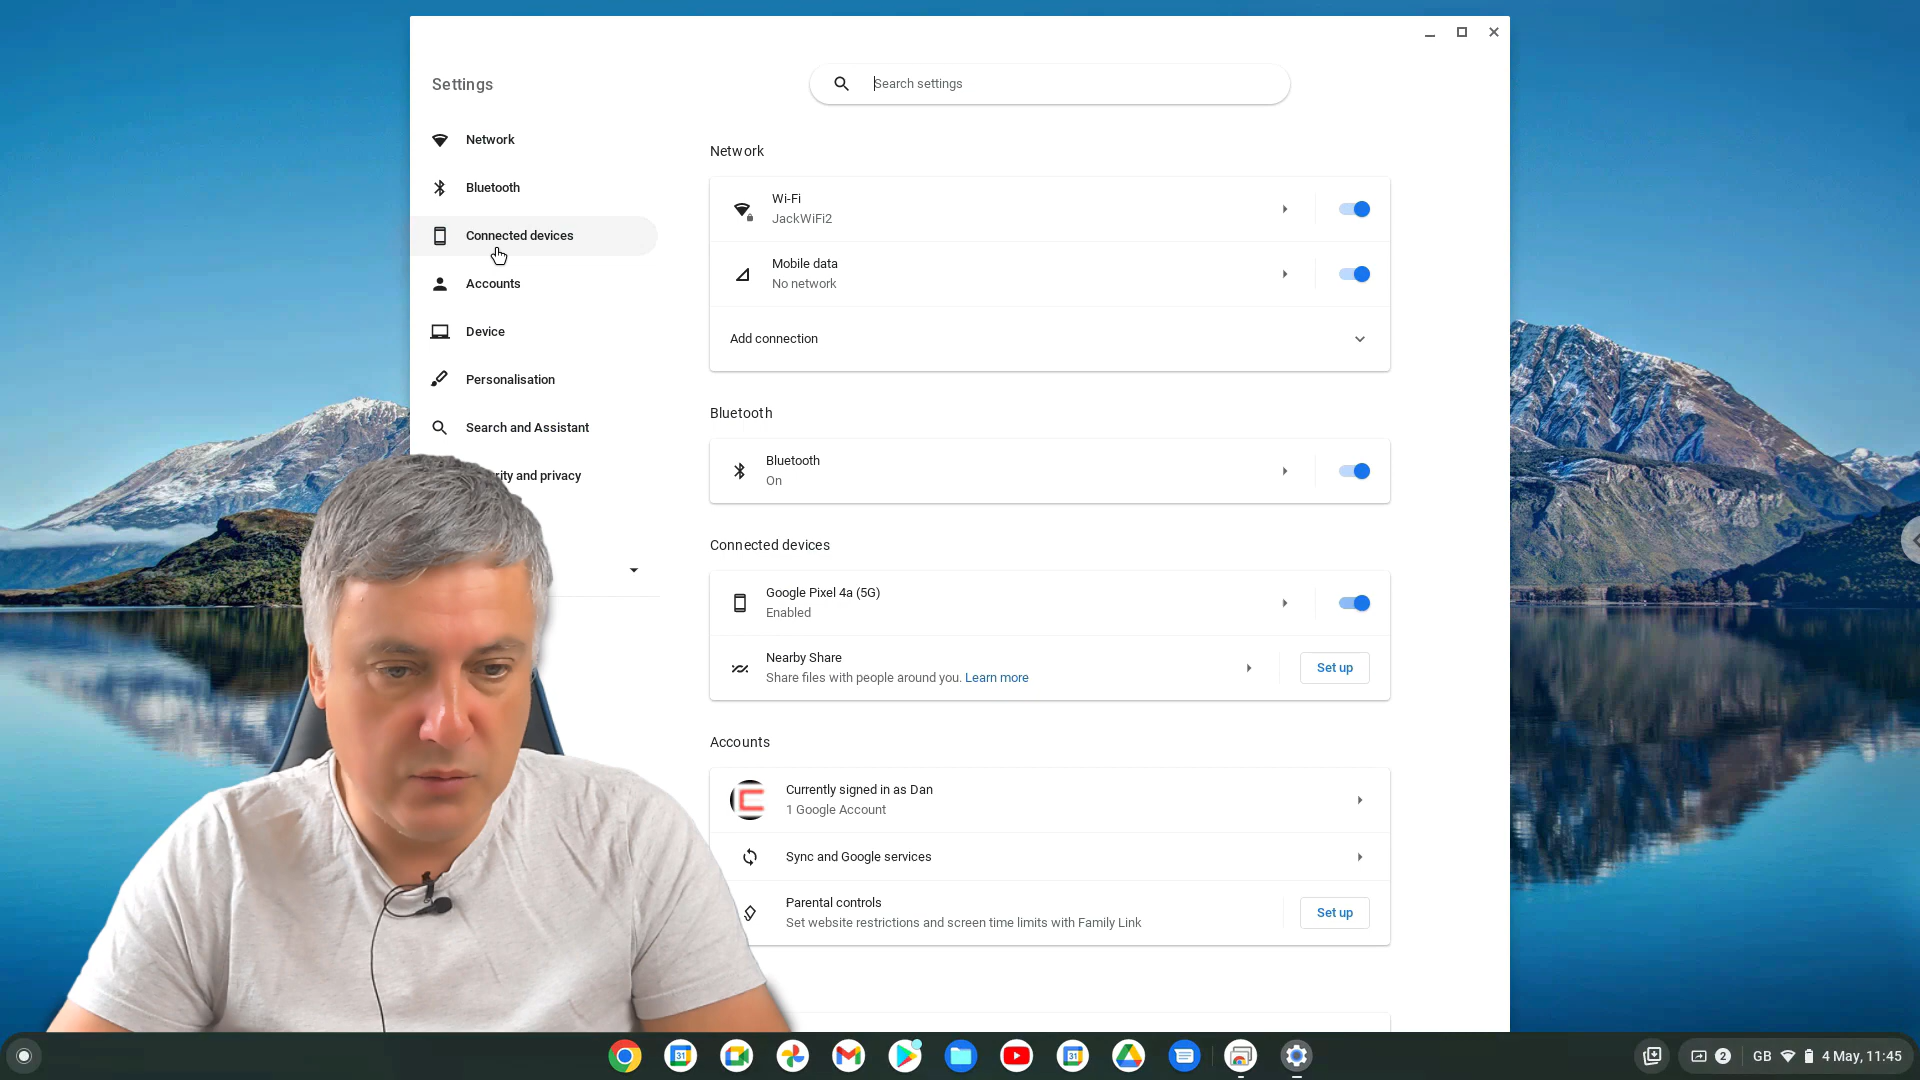 Settings
Search settings
Network
Bluetooth
Connected devices
Accounts
Device
Personalisation
Search and Assistant
rity and privacy
Network
Wi-Fi
JackWiFi2
Mobile data
No network
Add connection
Bluetooth
Bluetooth
On
Connected devices
Google Pixel 4a (5G)
Enabled
Nearby Share
Share files with people around you. Learn more
Set up
Accounts
Currently signed in as Dan
1 Google Account
Sync and Google services
Parental controls
Set website restrictions and screen time limits with Family Link
Set up
31
31
2
GB
4 May, 11:45